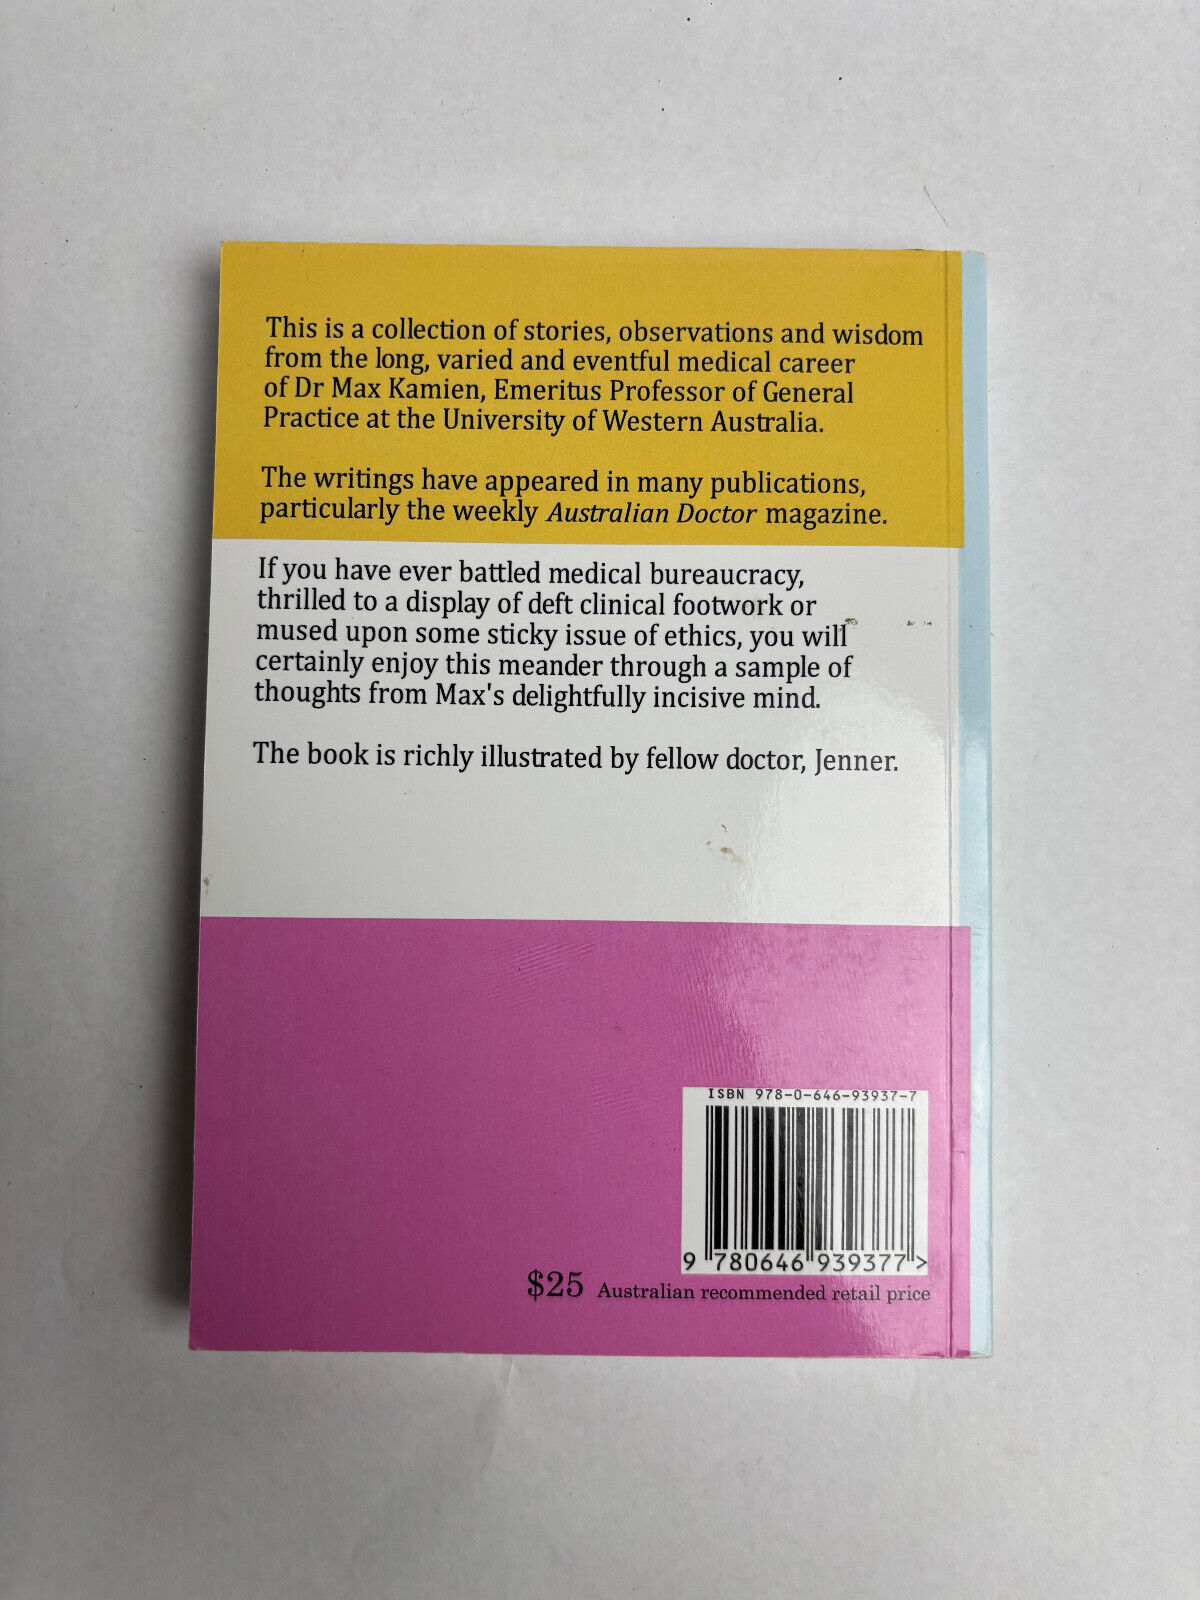 This is a collection of stories, observations and wisdom
from the long, varied and eventful medical career
of Dr Max Kamien, Emeritus Professor of General
Practice at the University of Western Australia.
The writings have appeared in many publications,
particularly the weekly Australian Doctor magazine.
If you have ever battled medical bureaucracy,
thrilled to a display of deft clinical footwork or
mused upon some sticky issue of ethics, you will
certainly enjoy this meander through a sample of
thoughts from Max's delightfully incisive mind.
The book is richly illustrated by fellow doctor, Jenner.
ISBN 978-0-646-93937-7
9 780646 939377 >
$25 Australian recommended retail price